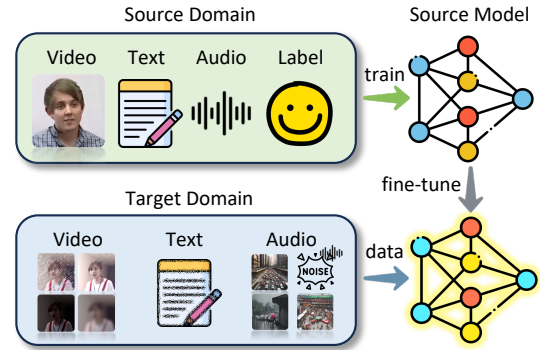 Source Domain
Source Model
Video Text Audio Label
train
fine-tune
Target Domain
Video Text Audio
NOISE
data